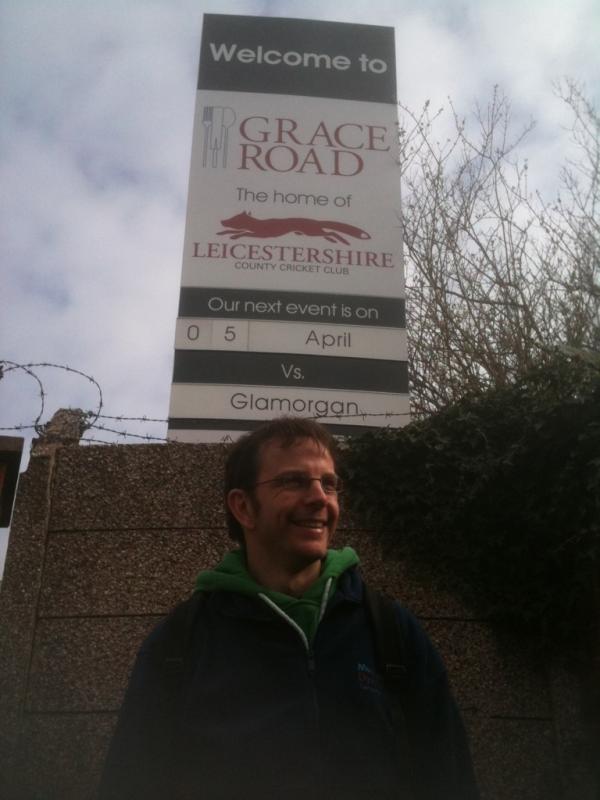 Welcome to
GRACE
ROAD
The home of
LEICESTERSHIRE
COUNTY CRICKET CLUB
Our next event is on
0 5 April
Vs.
Glamorgan